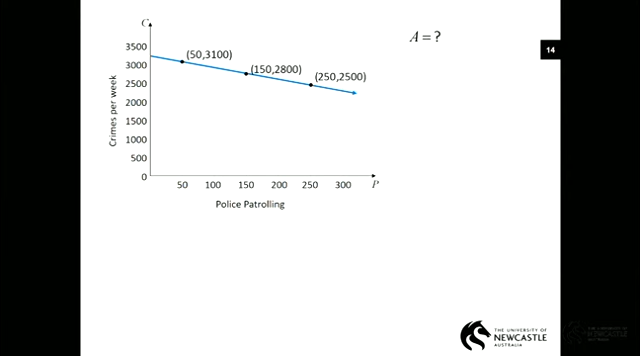 C
A = ?
14
3500
3000
2500
2000
1500
1000
500
0
Crimes per week
(50,3100)
(150,2800)
(250,2500)
50 100 150 200 250 300 P
Police Patrolling
THE UNIVERSITY OF
NEWCASTLE
AUSTRALIA